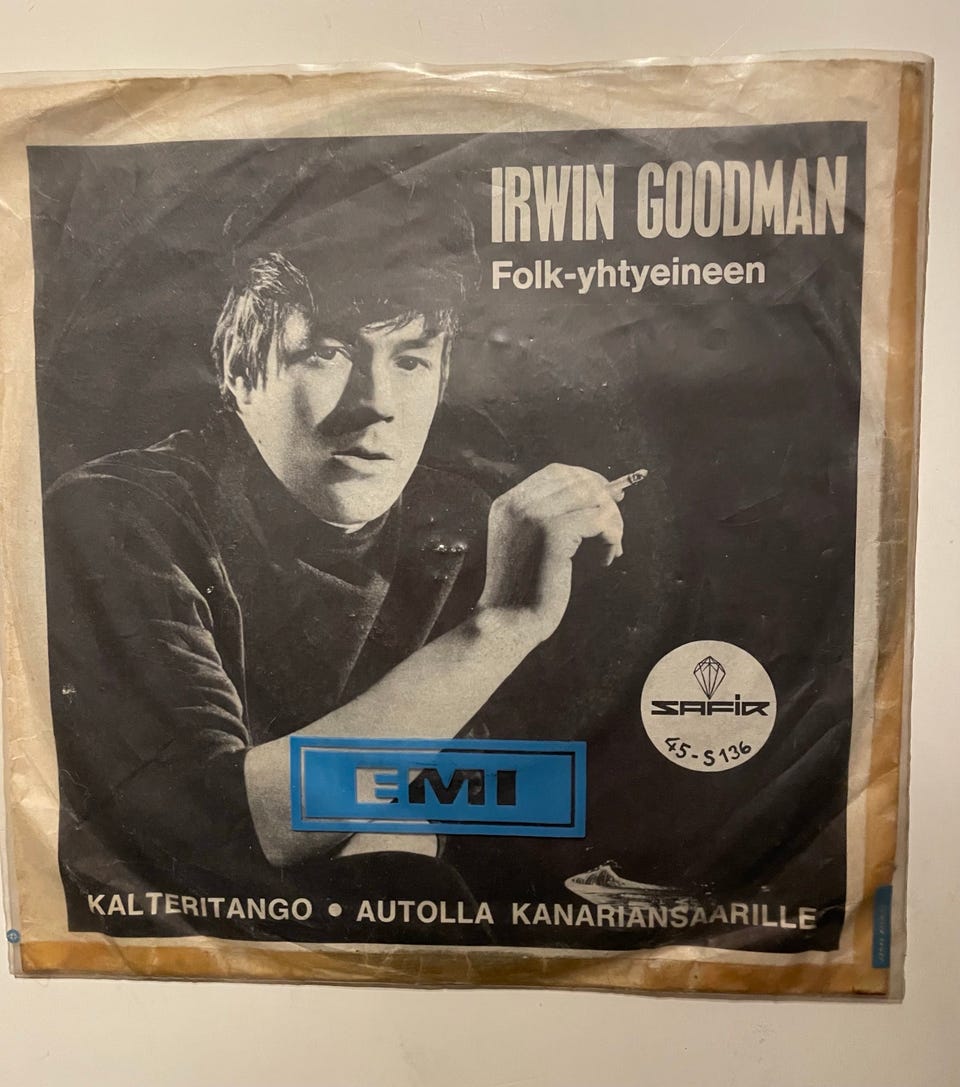 IRWIN GOODMAN
Folk-yhtyeineen
SAFIR
45-S 136
EMI
KALTERITANGO • AUTOLLA KANARIANSAARILLE